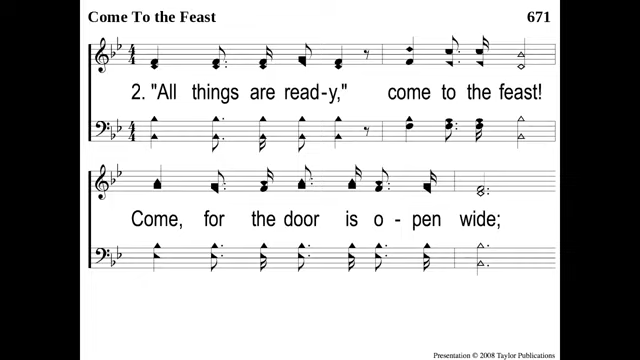 Come To the Feast 671
2. "All things are read-y," come to the feast!
Come, for the door is o - pen wide;
Presentation © 2008 Taylor Publications